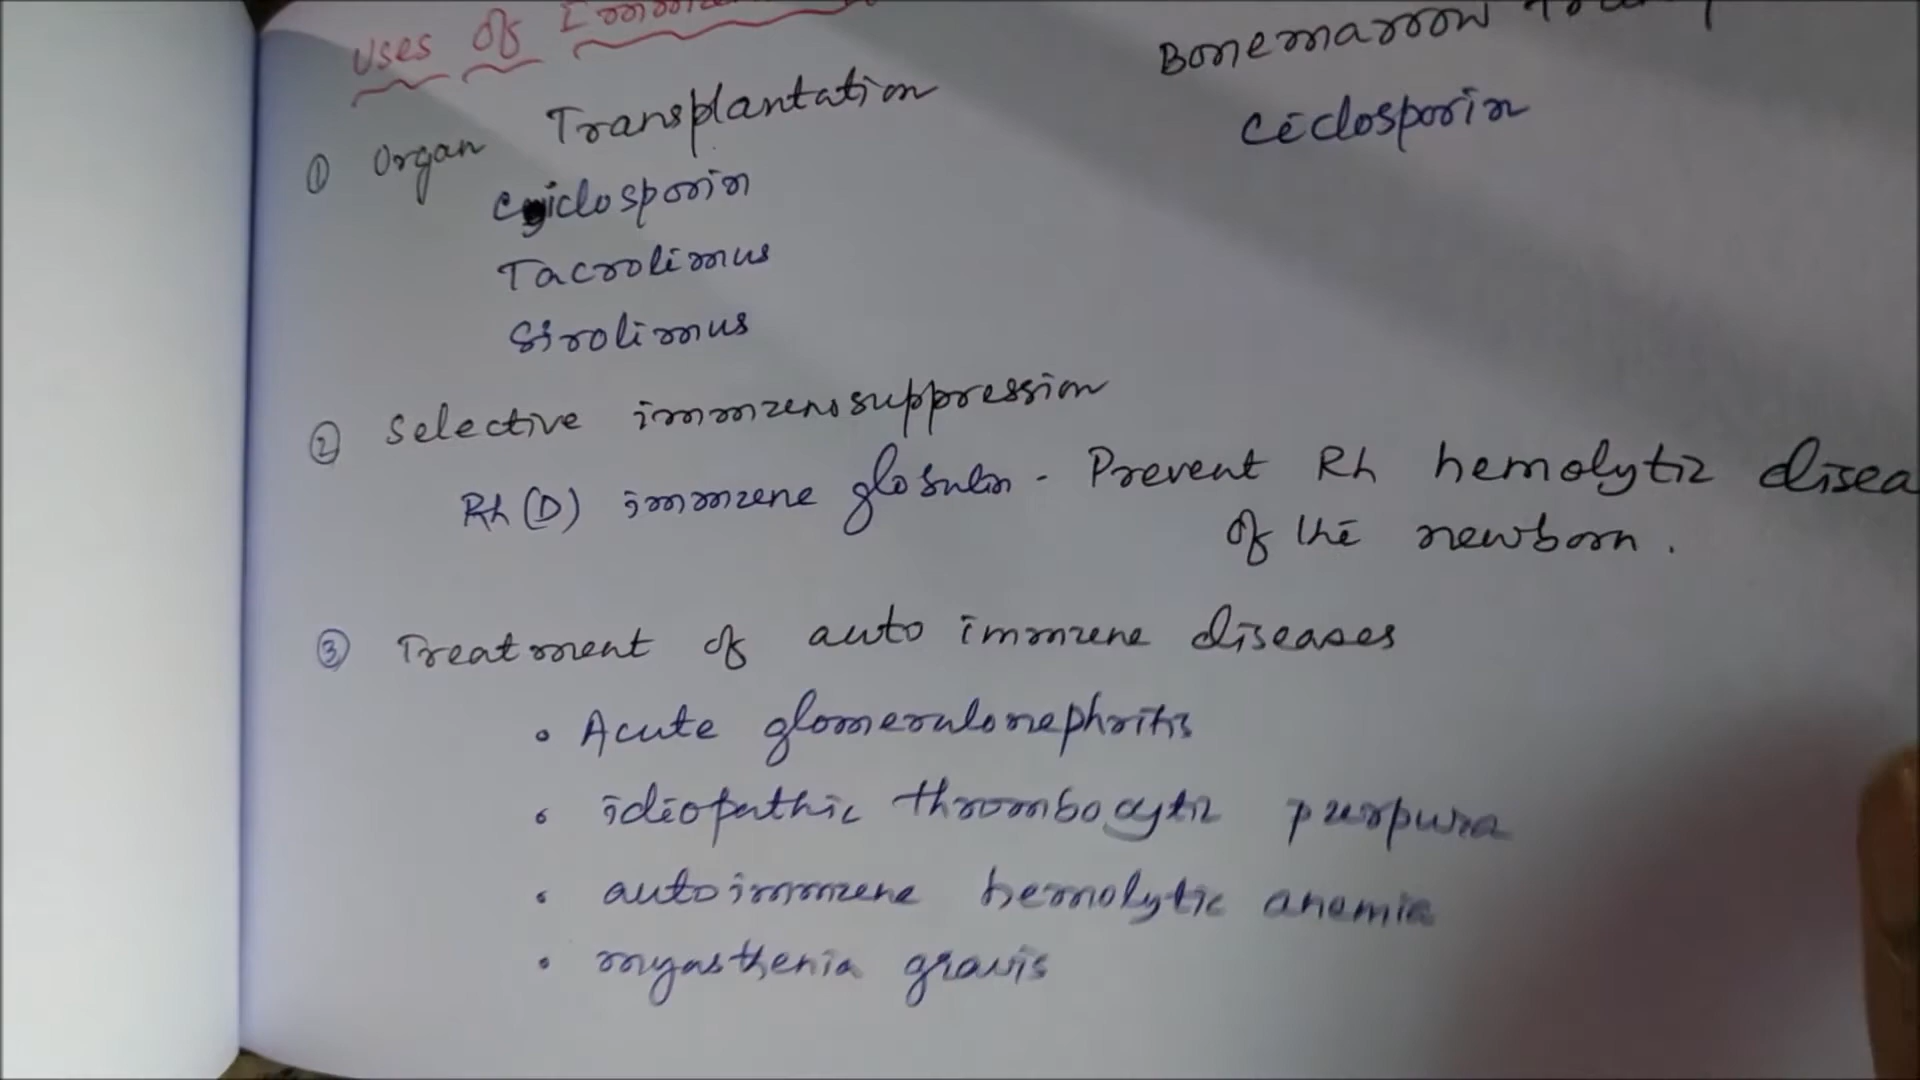 Uses of
Bonemarrow
① Organ Transplantation
Ciclosporin
Ciclosporin
Tacrolimus
Sirolimus
② Selective immunosuppression
Rh (D) immune globulin - Prevent Rh hemolytic disea
of the newborn.
③ Treatment of auto immune diseases
• Acute glomerulonephritis
• idiopathic thrombocytic purpura
• autoimmune hemolytic anemia
• myasthenia gravis